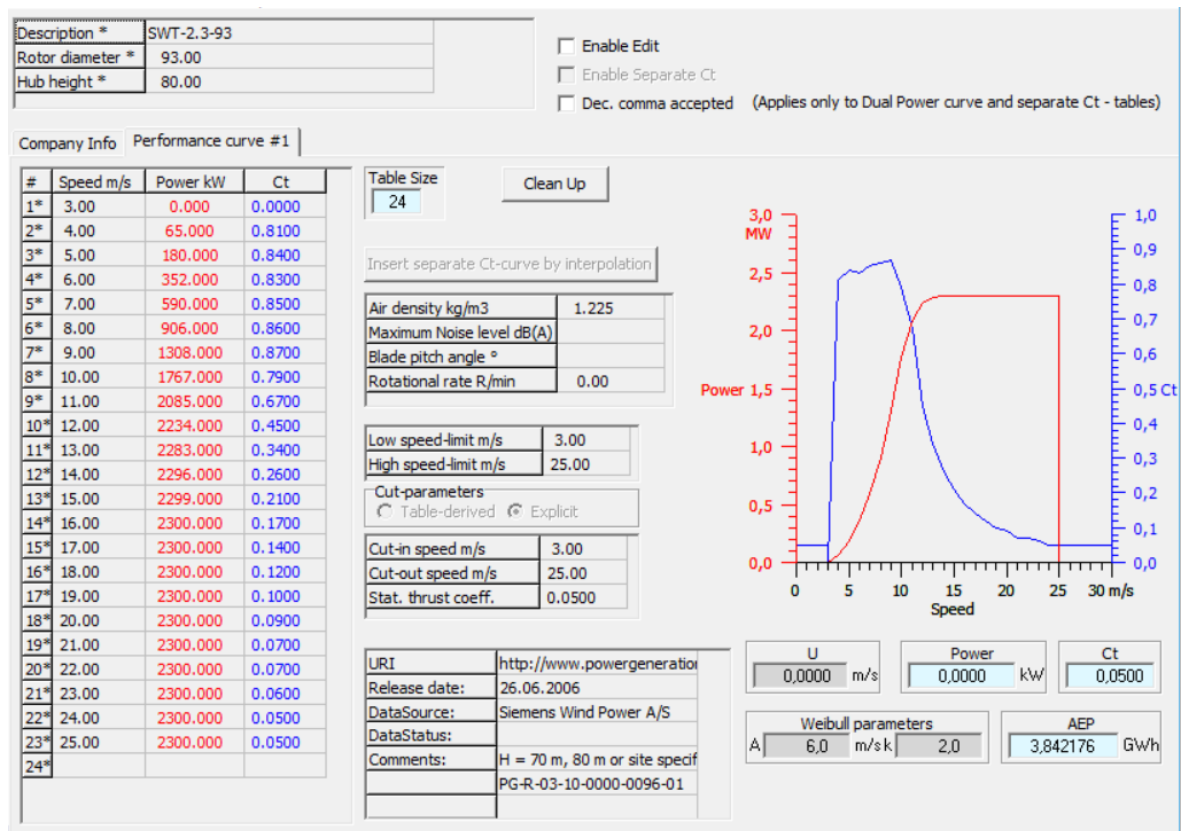 Description * SWT-2.3-93
Rotor diameter * 93.00
Hub height * 80.00
Enable Edit
Enable Separate Ct
Dec. comma accepted (Applies only to Dual Power curve and separate Ct - tables)
Company Info Performance curve #1
# Speed m/s Power kW Ct
1* 3.00 0.000 0.0000
2* 4.00 65.000 0.8100
3* 5.00 180.000 0.8400
4* 6.00 352.000 0.8300
5* 7.00 590.000 0.8500
6* 8.00 906.000 0.8600
7* 9.00 1308.000 0.8700
8* 10.00 1767.000 0.7900
9* 11.00 2085.000 0.6700
10* 12.00 2234.000 0.4500
11* 13.00 2283.000 0.3400
12* 14.00 2296.000 0.2600
13* 15.00 2299.000 0.2100
14* 16.00 2300.000 0.1700
15* 17.00 2300.000 0.1400
16* 18.00 2300.000 0.1200
17* 19.00 2300.000 0.1000
18* 20.00 2300.000 0.0900
19* 21.00 2300.000 0.0700
20* 22.00 2300.000 0.0700
21* 23.00 2300.000 0.0600
22* 24.00 2300.000 0.0500
23* 25.00 2300.000 0.0500
24*
Table Size
24
Clean Up
Insert separate Ct-curve by interpolation
Air density kg/m3 1.225
Maximum Noise level dB(A)
Blade pitch angle °
Rotational rate R/min 0.00
Low speed-limit m/s 3.00
High speed-limit m/s 25.00
Cut-parameters
Table-derived Explicit
Cut-in speed m/s 3.00
Cut-out speed m/s 25.00
Stat. thrust coeff. 0.0500
URI http://www.powergeneration
Release date: 26.06.2006
DataSource: Siemens Wind Power A/S
DataStatus:
Comments: H = 70 m, 80 m or site specif
PG-R-03-10-0000-0096-01
3,0
MW
2,5
2,0
Power 1,5
1,0
0,5
0,0
1,0
0,9
0,8
0,7
0,6
0,5 Ct
0,4
0,3
0,2
0,1
0,0
0 5 10 15 20 25 30 m/s
Speed
U Power Ct
0,0000 m/s 0,0000 kW 0,0500
Weibull parameters AEP
A 6,0 m/s k 2,0 3,842176 GWh